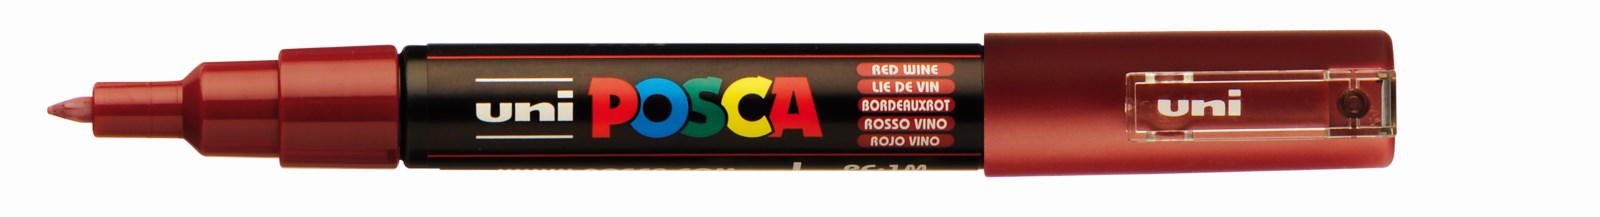 uni POSCA
RED WINE
LIE DE VIN
BORDEAUXROT
ROSSO VINO
ROJO VINO
uni